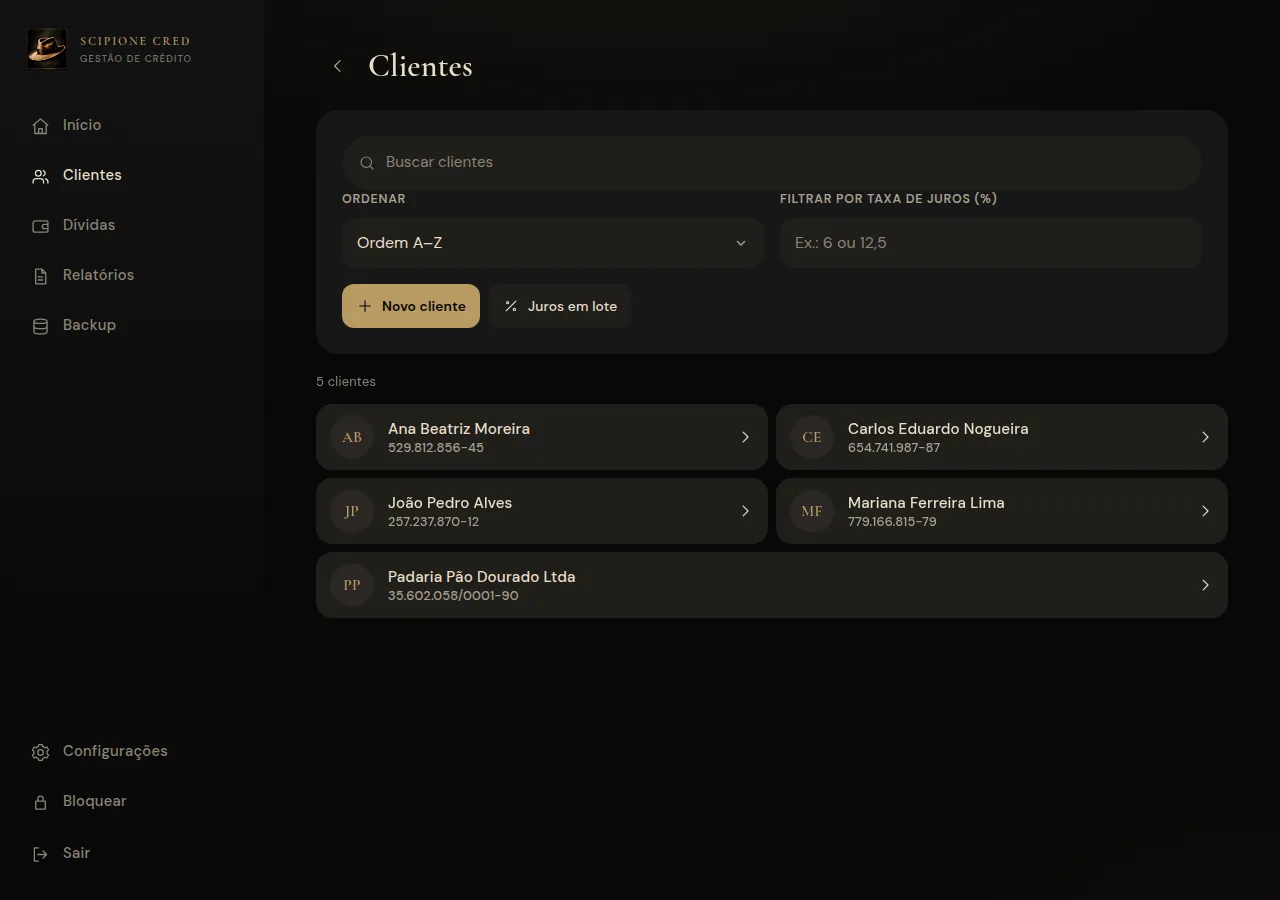 SCIPIONE CRED
GESTÃO DE CRÉDITO
Início
Clientes
Dívidas
Relatórios
Backup
Configurações
Bloquear
Sair
Clientes
Buscar clientes
ORDENAR
FILTRAR POR TAXA DE JUROS (%)
Ordem A–Z
Ex.: 6 ou 12,5
Novo cliente
Juros em lote
5 clientes
AB
Ana Beatriz Moreira
529.812.856-45
CE
Carlos Eduardo Nogueira
654.741.987-87
JP
João Pedro Alves
257.237.870-12
MF
Mariana Ferreira Lima
779.166.815-79
PP
Padaria Pão Dourado Ltda
35.602.058/0001-90